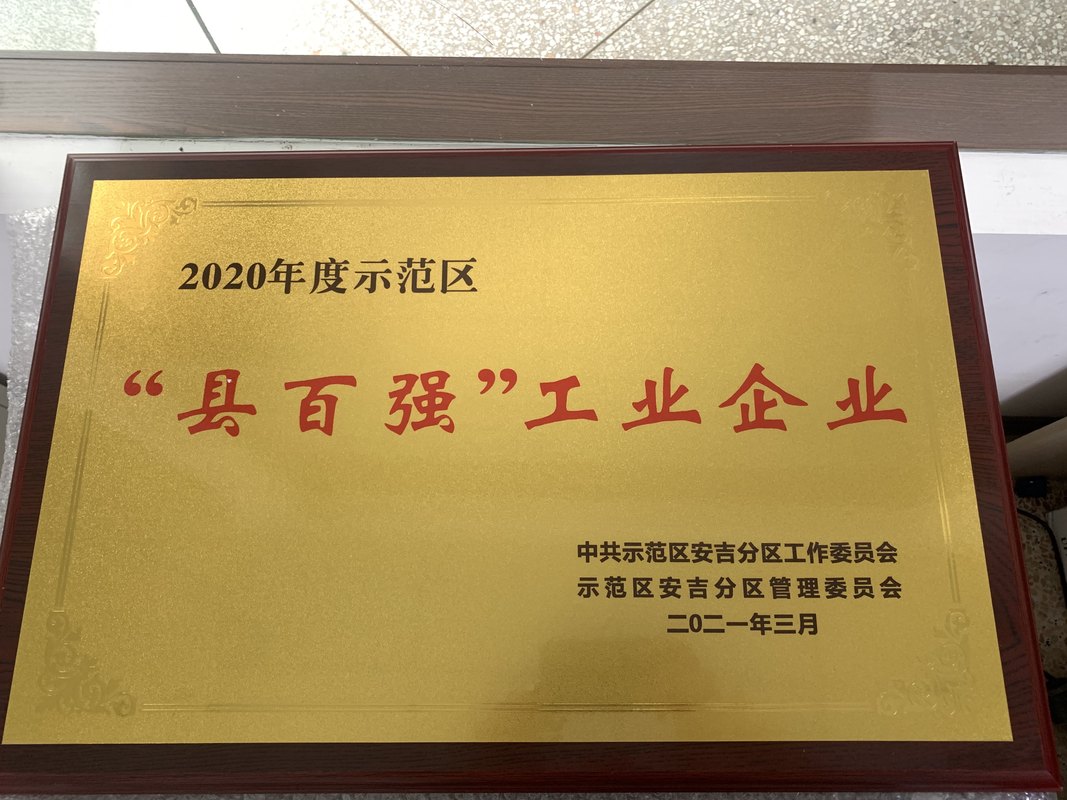 2020年度示范区
“县百强”工业企业
中共示范区安吉分区工作委员会
示范区安吉分区管理委员会
二0二一年三月